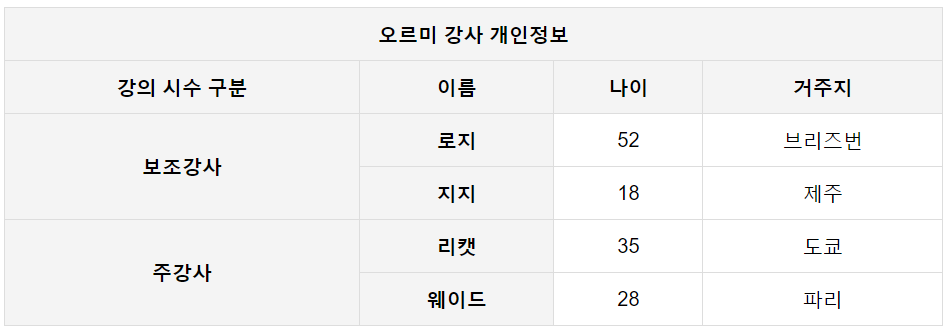 오르미 강사 개인정보
강의 시수 구분 이름 나이 거주지
보조강사 로지 52 브리즈번
지지 18 제주
주강사 리캣 35 도쿄
웨이드 28 파리